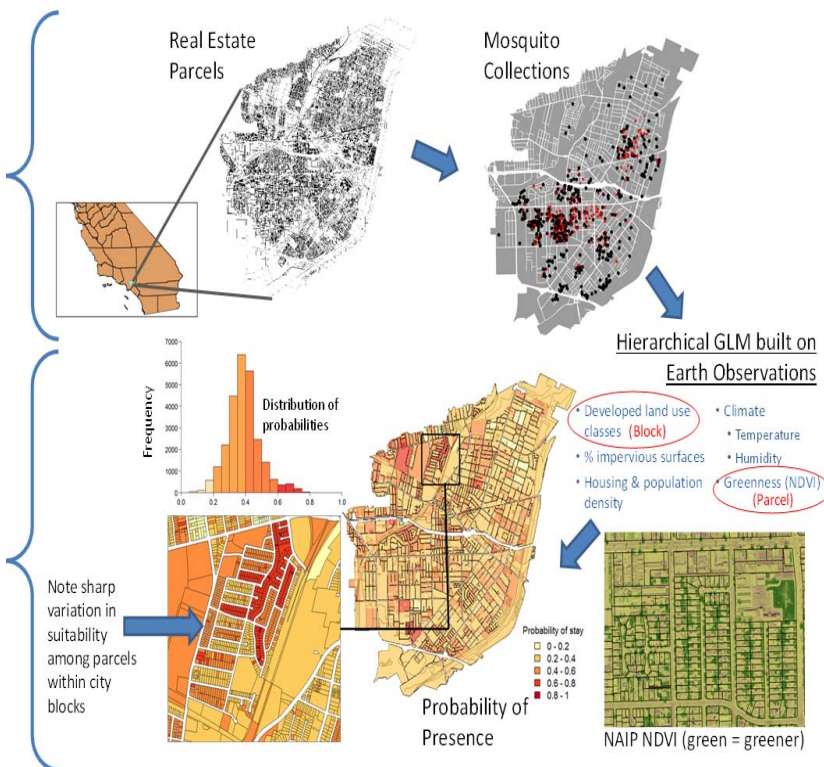 Real Estate
Parcels
Mosquito
Collections
Hierarchical GLM built on
Earth Observations
• Developed land use
classes (Block)
• % impervious surfaces
• Housing & population
density
• Climate
• Temperature
• Humidity
• Greenness (NDVI)
(Parcel)
7000
6000
5000
4000
3000
2000
1000
0
Frequency
Distribution of
probabilities
0.0 0.2 0.4 0.6 0.8 1.0
Note sharp
variation in
suitability
among parcels
within city
blocks
Probability of stay
0 - 0.2
0.2 - 0.4
0.4 - 0.6
0.6 - 0.8
0.8 - 1
Probability of
Presence
NAIP NDVI (green = greener)